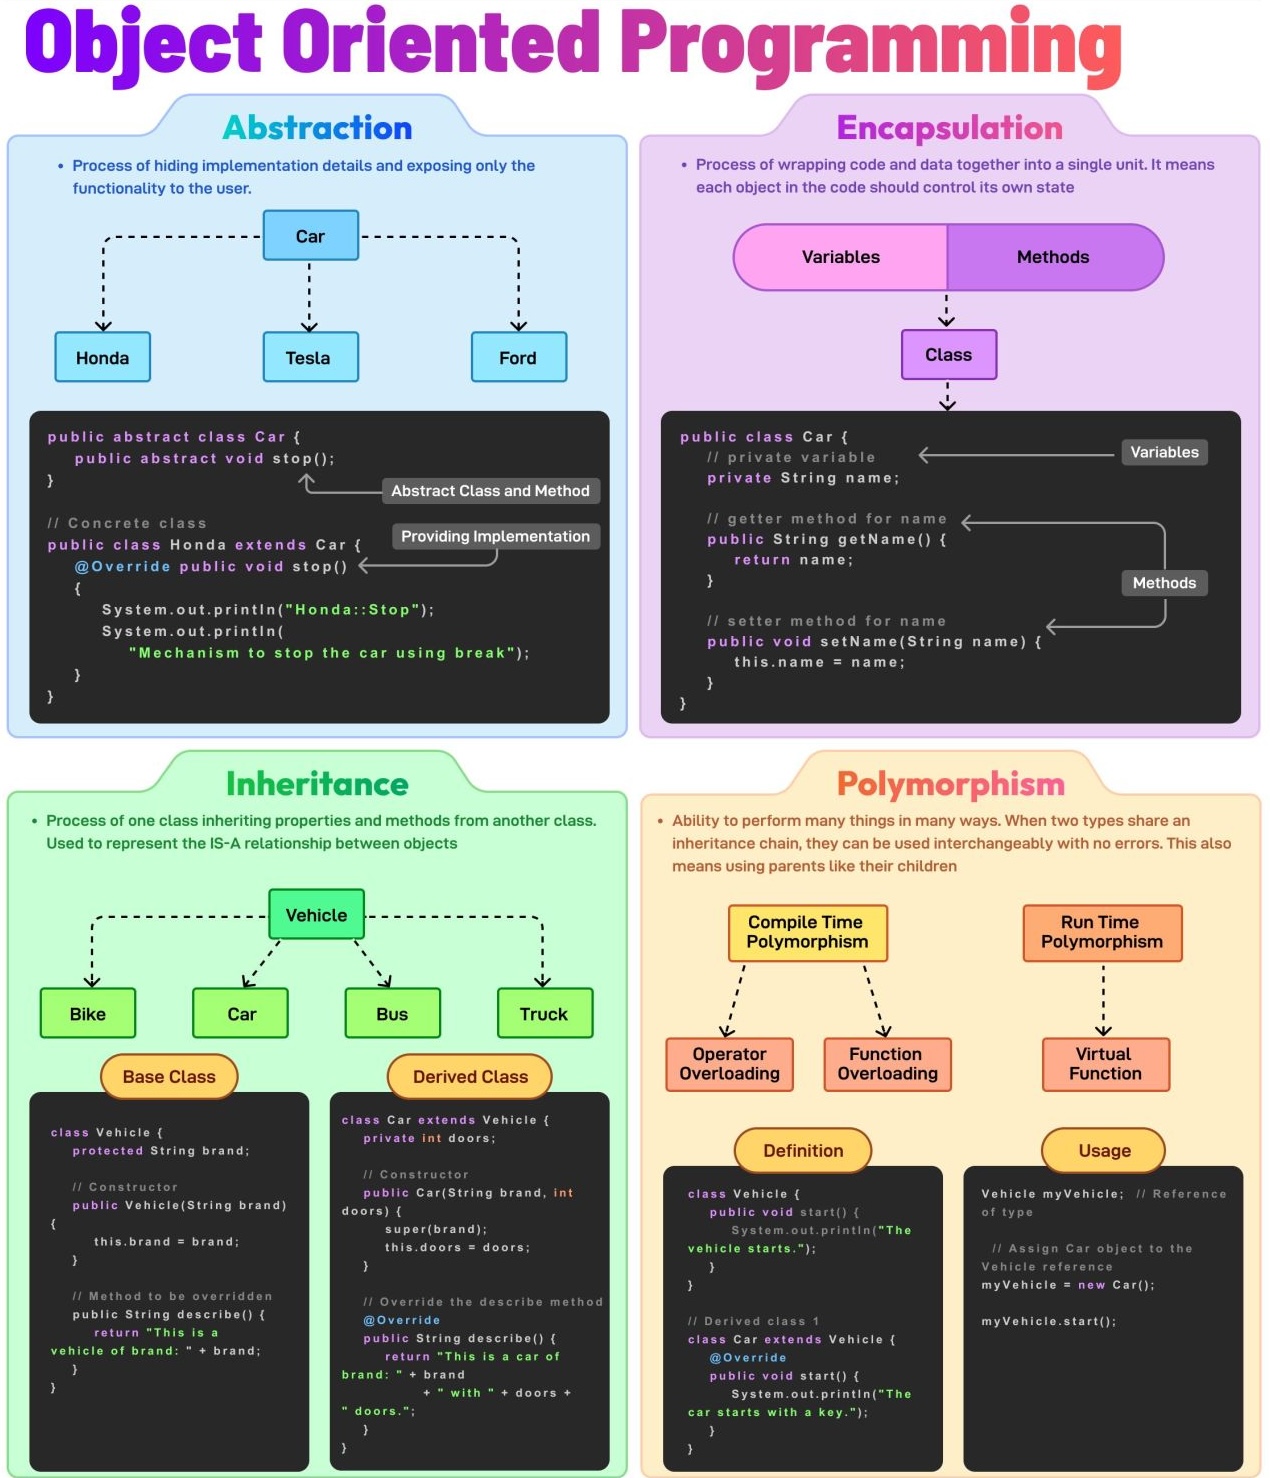 Object Oriented Programming
Abstraction
• Process of hiding implementation details and exposing only the
functionality to the user.
Car
Honda
Tesla
Ford
public abstract class Car {
public abstract void stop();
}
Abstract Class and Method
// Concrete class
public class Honda extends Car {
Providing Implementation
@Override public void stop()
{
System.out.println("Honda::Stop");
System.out.println(
"Mechanism to stop the car using break");
}
}
Encapsulation
• Process of wrapping code and data together into a single unit. It means
each object in the code should control its own state
Variables
Methods
Class
public class Car {
// private variable
Variables
private String name;
// getter method for name
public String getName() {
return name;
}
Methods
// setter method for name
public void setName(String name) {
this.name = name;
}
}
Inheritance
• Process of one class inheriting properties and methods from another class.
Used to represent the IS-A relationship between objects
Vehicle
Bike
Car
Bus
Truck
Base Class
class Vehicle {
protected String brand;
// Constructor
public Vehicle(String brand)
{
this.brand = brand;
}
// Method to be overridden
public String describe() {
return "This is a
vehicle of brand: " + brand;
}
}
Derived Class
class Car extends Vehicle {
private int doors;
// Constructor
public Car(String brand, int
doors) {
super(brand);
this.doors = doors;
}
// Override the describe method
@Override
public String describe() {
return "This is a car of
brand: " + brand
+ " with " + doors +
" doors.";
}
}
Polymorphism
• Ability to perform many things in many ways. When two types share an
inheritance chain, they can be used interchangeably with no errors. This also
means using parents like their children
Compile Time
Polymorphism
Run Time
Polymorphism
Operator
Overloading
Function
Overloading
Virtual
Function
Definition
class Vehicle {
public void start() {
System.out.println("The
vehicle starts.");
}
}
// Derived class 1
class Car extends Vehicle {
@Override
public void start() {
System.out.println("The
car starts with a key.");
}
}
Usage
Vehicle myVehicle; // Reference
of type
// Assign Car object to the
Vehicle reference
myVehicle = new Car();
myVehicle.start();